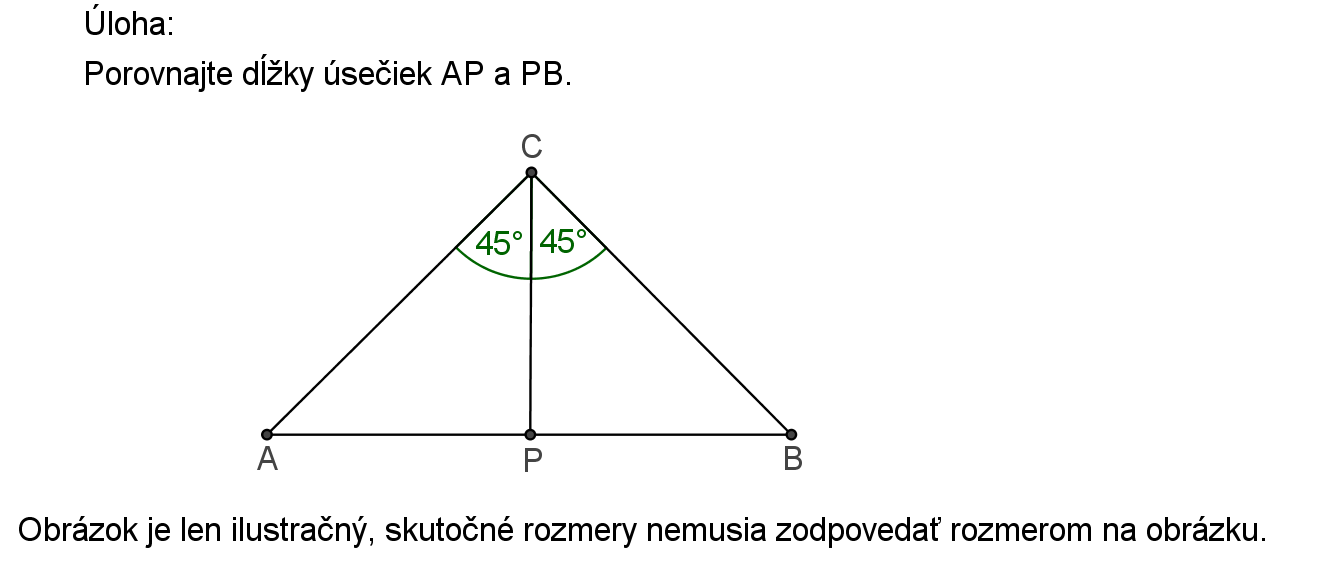 Úloha:
Porovnajte dĺžky úsečiek AP a PB.
C
45° 45°
A P B
Obrázok je len ilustračný, skutočné rozmery nemusia zodpovedať rozmerom na obrázku.